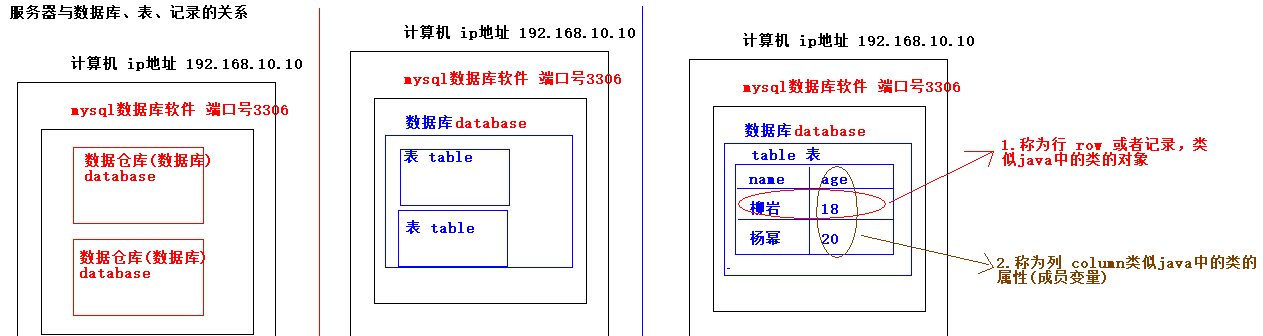 服务器与数据库、表、记录的关系
计算机 ip地址 192.168.10.10
mysql数据库软件 端口号3306
数据仓库(数据库)
database
数据仓库(数据库)
database
计算机 ip地址 192.168.10.10
mysql数据库软件 端口号3306
数据库database
表 table
表 table
计算机 ip地址 192.168.10.10
mysql数据库软件 端口号3306
数据库database
table 表
name age
柳岩 18
杨幂 20
1.称为行 row 或者记录，类
似java中的类的对象
2.称为列 column类似java中的类的
属性(成员变量)